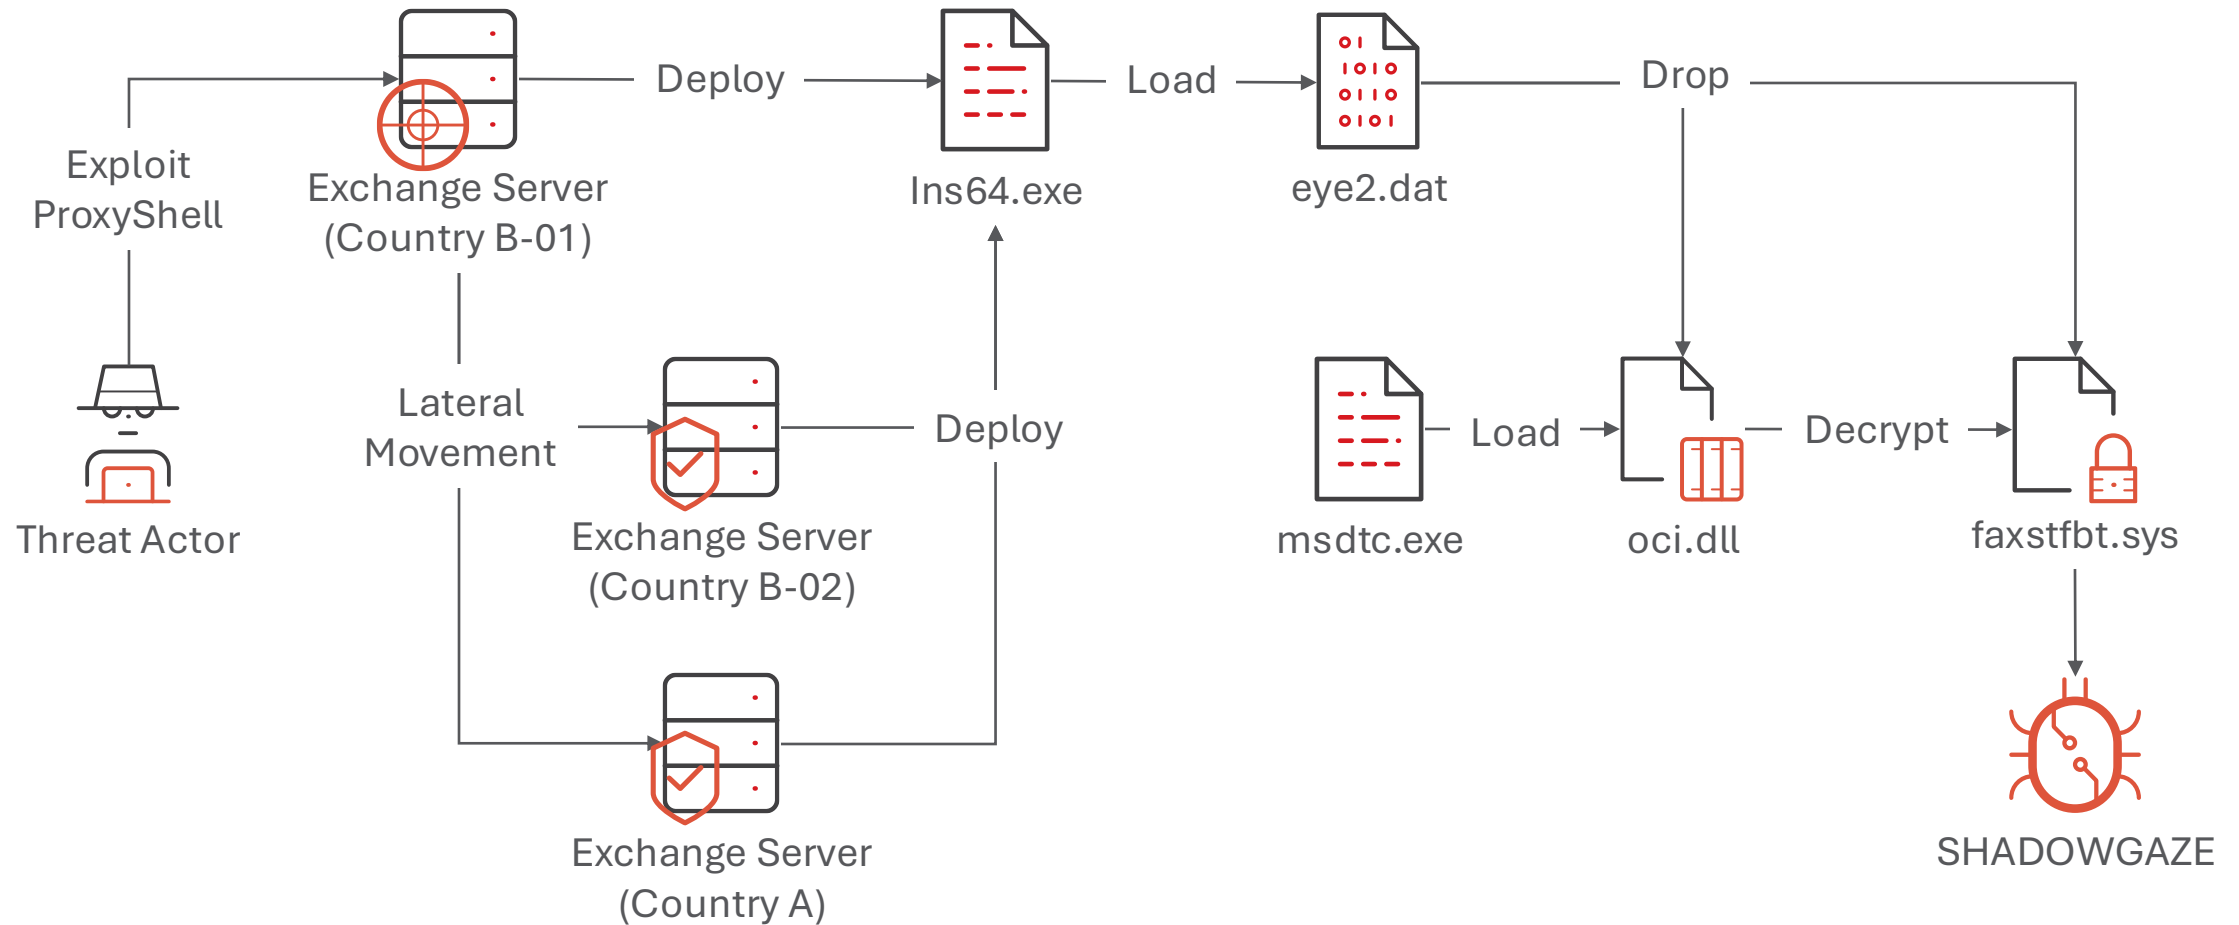 Exploit
ProxyShell
Threat Actor
Exchange Server
(Country B-01)
Deploy
Ins64.exe
Load
eye2.dat
Drop
Lateral
Movement
Exchange Server
(Country B-02)
Deploy
Exchange Server
(Country A)
msdtc.exe
Load
oci.dll
Decrypt
faxstfbt.sys
SHADOWGAZE